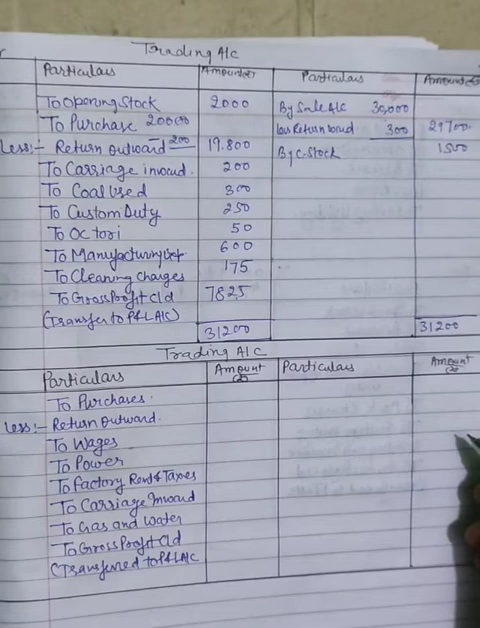 Trading A/c
Particulars Amount(₹) Particulars Amount(₹)
To Opening Stock 2000 By Sale A/c 30,000
To Purchase 20000 less Return inward 300 29700
Less:- Return outward 200 19.800 By C. Stock 1500
To Carriage inward. 200
To Coal Used 300
To Custom Duty 250
To Octori 50
To Manufacturing 600
To Cleaning Charges 175
To Gross Profit C/d 7825
(Transfer to P&L A/C)
31200 31200
Trading A/C
Particulars Amount (₹) Particulars Amount (₹)
To Purchases.
Less:- Return Outward.
To Wages
To Power
To Factory Rent & Taxes
To Carriage Inward
To Gas and Water
To Gross Profit C/d
(Transferred to P&L A/C